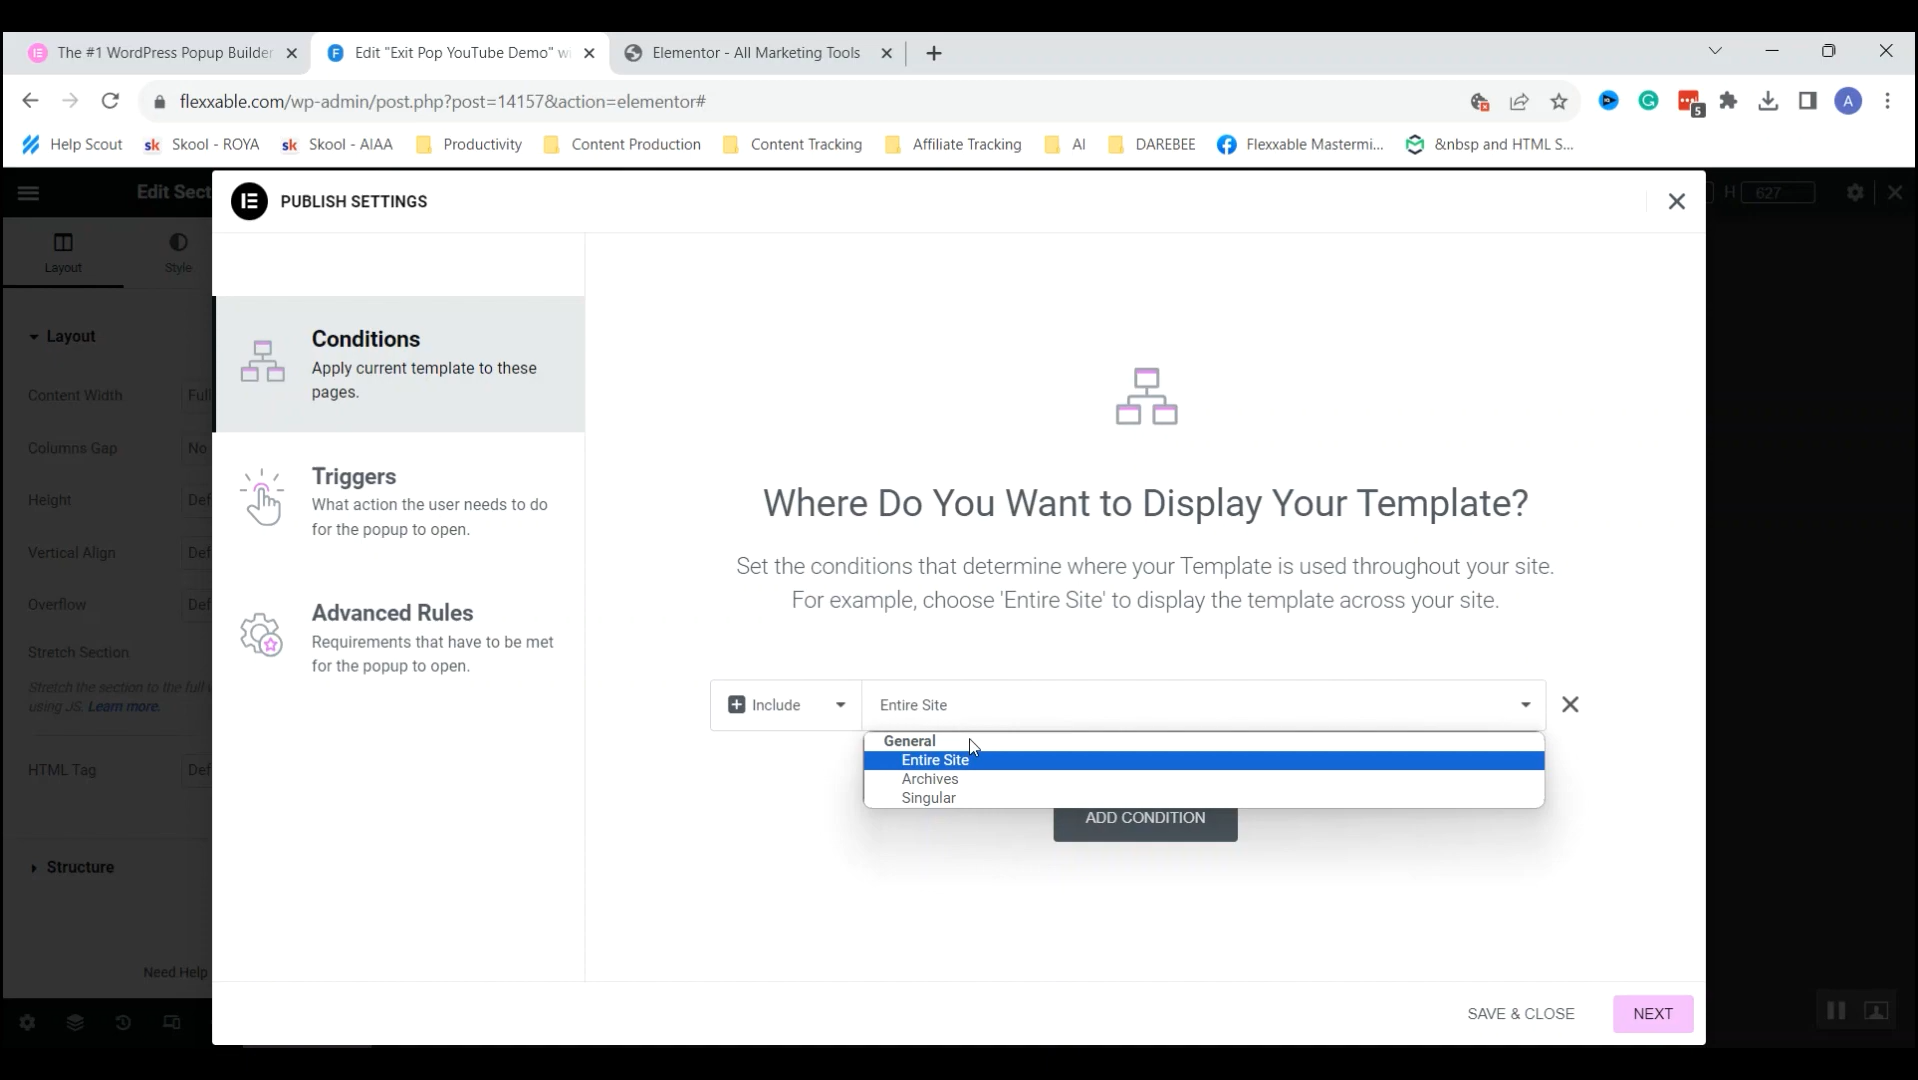 The #1 WordPress Popup Builder
Edit "Exit Pop YouTube Demo" w
Elementor - All Marketing Tools
flexxable.com/wp-admin/post.php?post=14157&action=elementor#
5
A
Help Scout
sk Skool - ROYA
sk Skool - AIAA
Productivity
Content Production
Content Tracking
Affiliate Tracking
AI
DAREBEE
Flexxable Mastermi...
&nbsp and HTML S...
Edit Sect
H 627
PUBLISH SETTINGS
Layout
Style
Layout
Content Width
Full
Columns Gap
No
Height
Def
Vertical Align
Def
Overflow
Def
Stretch Section
Stretch the section to the full
using JS. Learn more.
HTML Tag
Def
Structure
Need Help
Conditions
Apply current template to these
pages.
Triggers
What action the user needs to do
for the popup to open.
Advanced Rules
Requirements that have to be met
for the popup to open.
Where Do You Want to Display Your Template?
Set the conditions that determine where your Template is used throughout your site.
For example, choose 'Entire Site' to display the template across your site.
Include
Entire Site
General
Entire Site
Archives
Singular
ADD CONDITION
SAVE & CLOSE
NEXT